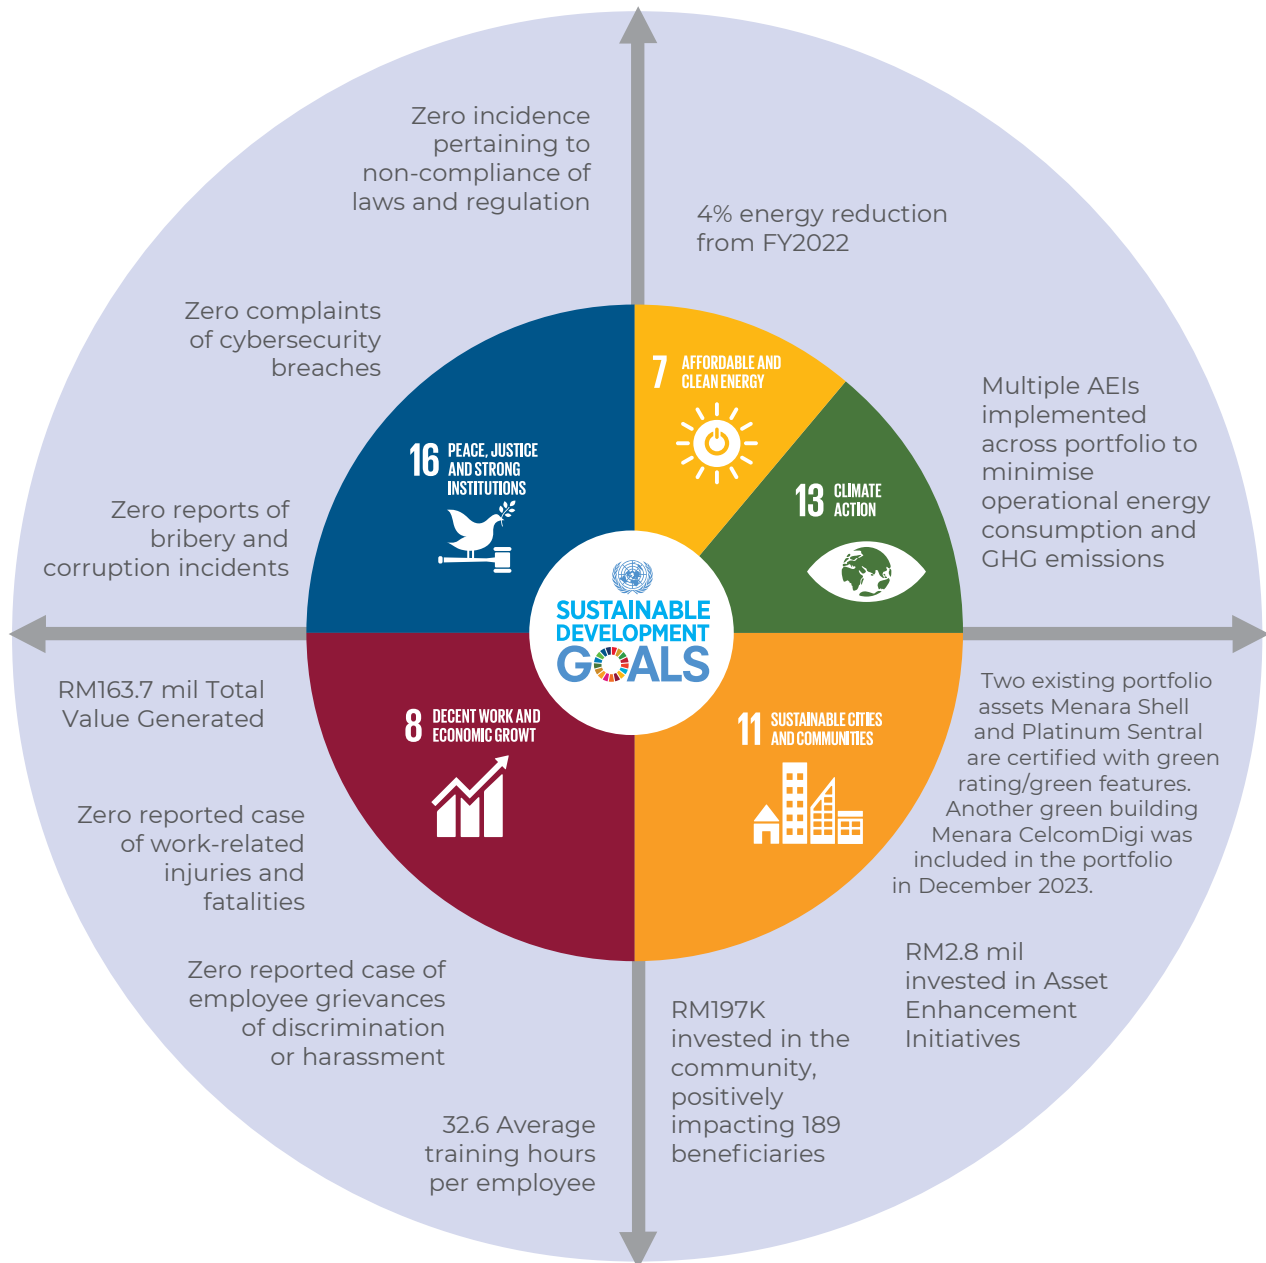 Zero incidence
pertaining to
non-compliance of
laws and regulation
4% energy reduction
from FY2022
Zero complaints
of cybersecurity
breaches
Multiple AEIs
implemented
across portfolio to
minimise
operational energy
consumption and
GHG emissions
Zero reports of
bribery and
corruption incidents
7 AFFORDABLE AND
CLEAN ENERGY
16 PEACE, JUSTICE
AND STRONG
INSTITUTIONS
13 CLIMATE
ACTION
SUSTAINABLE
DEVELOPMENT
GOALS
8 DECENT WORK AND
ECONOMIC GROWT
11 SUSTAINABLE CITIES
AND COMMUNITIES
RM163.7 mil Total
Value Generated
Zero reported case
of work-related
injuries and
fatalities
Zero reported case of
employee grievances
of discrimination
or harassment
32.6 Average
training hours
per employee
Two existing portfolio
assets Menara Shell
and Platinum Sentral
are certified with green
rating/green features.
Another green building
Menara CelcomDigi was
included in the portfolio
in December 2023.
RM2.8 mil
invested in Asset
Enhancement
Initiatives
RM197K
invested in the
community,
positively
impacting 189
beneficiaries